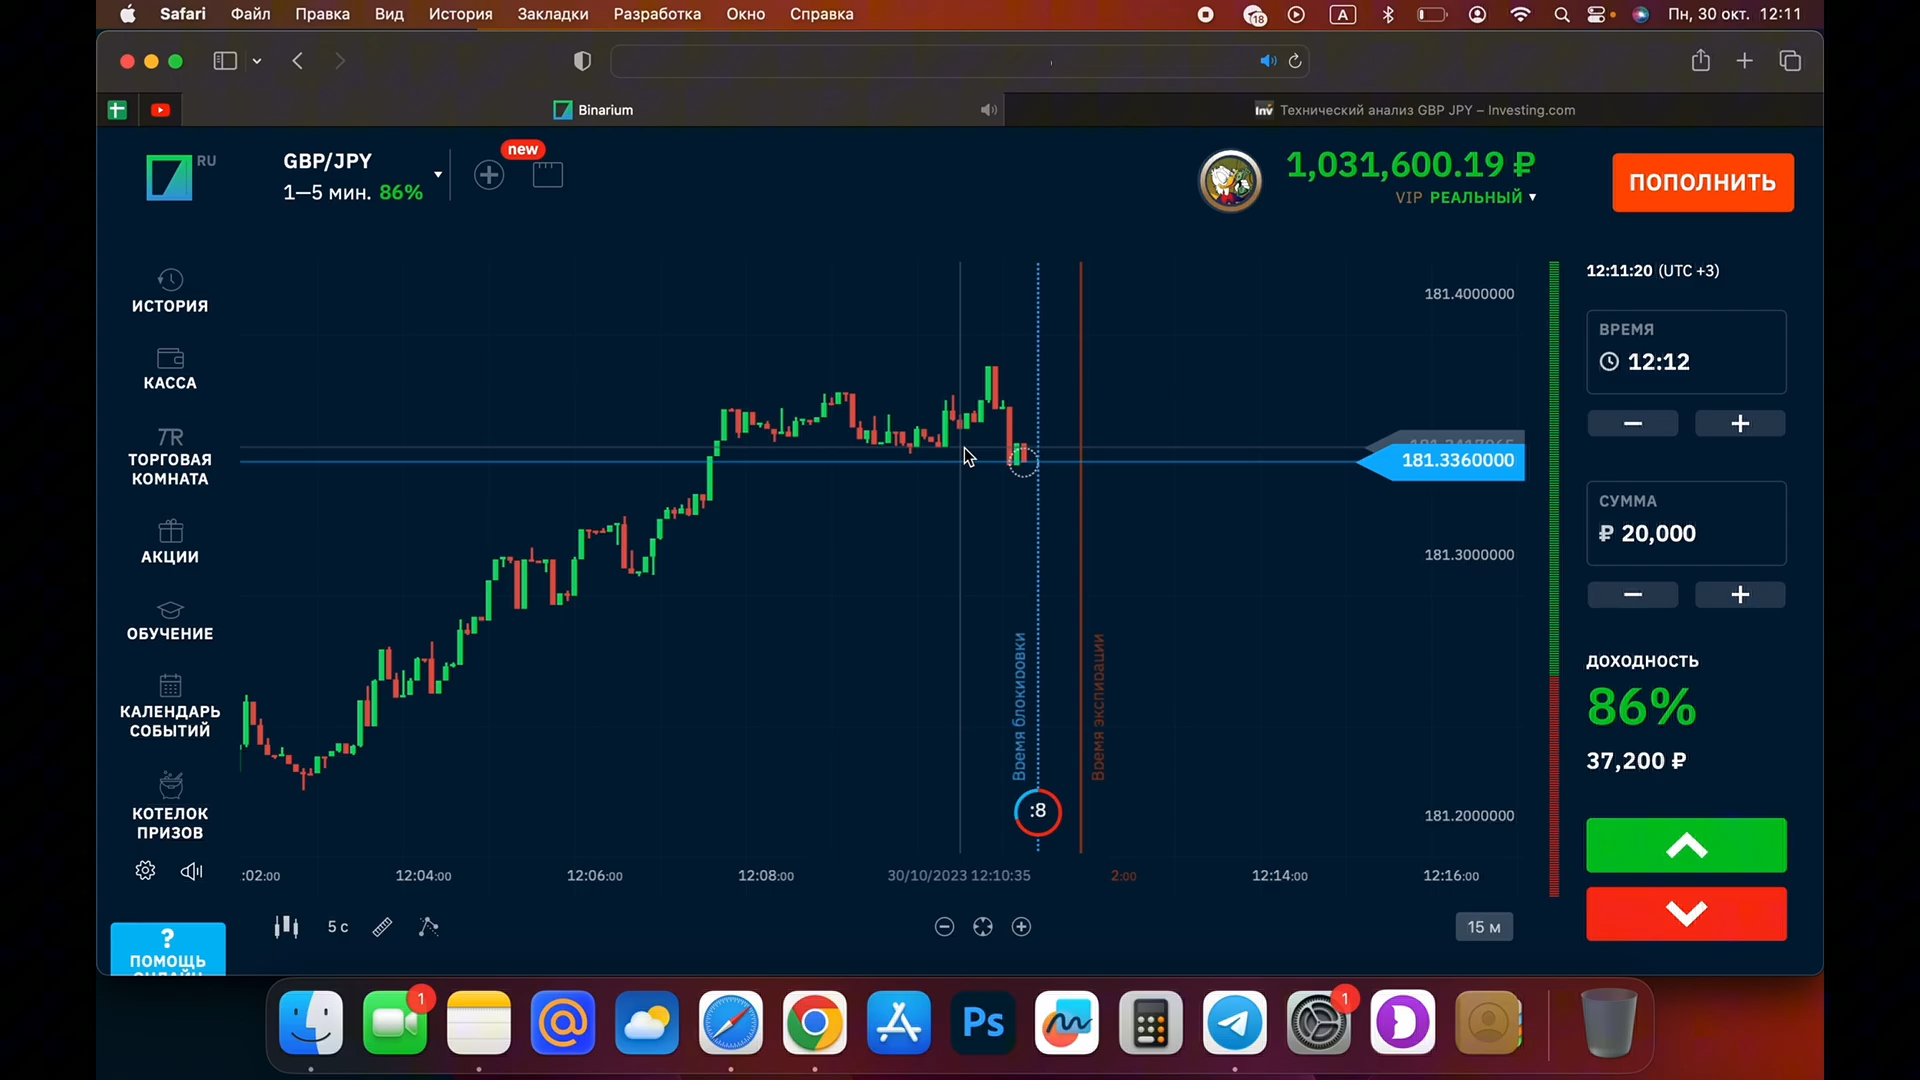 Safari Файл Правка Вид История Закладки Разработка Окно Справка
18
A
Пн, 30 окт. 12:11
Binarium
Inv Технический анализ GBP JPY – Investing.com
RU
GBP/JPY
1—5 мин. 86%
new
1,031,600.19 ₽
VIP РЕАЛЬНЫЙ
ПОПОЛНИТЬ
ИСТОРИЯ
КАССА
ТОРГОВАЯ
КОМНАТА
АКЦИИ
ОБУЧЕНИЕ
КАЛЕНДАРЬ
СОБЫТИЙ
КОТЕЛОК
ПРИЗОВ
?
ПОМОЩЬ
181.4000000
181.3360000
181.3000000
181.2000000
Время блокировки
Время экспирации
:8
:02:00
12:04:00
12:06:00
12:08:00
30/10/2023 12:10:35
2:00
12:14:00
12:16:00
5 с
15 м
12:11:20 (UTC +3)
ВРЕМЯ
12:12
СУММА
₽ 20,000
ДОХОДНОСТЬ
86%
37,200 ₽
1
Ps
1